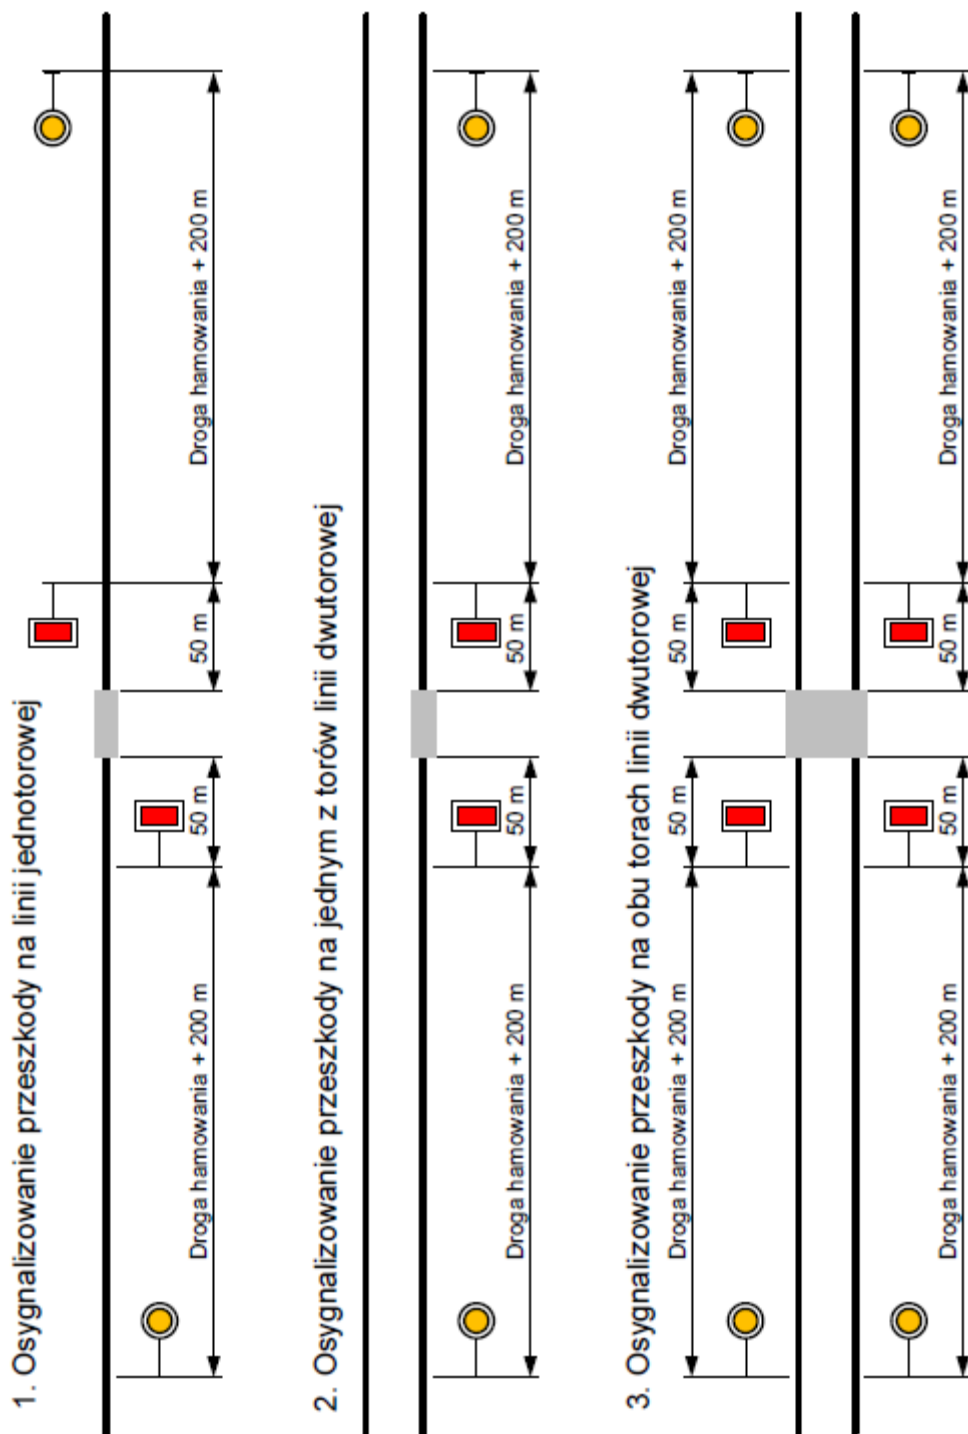 1. Osygnalizowanie przeszkody na linii jednotorowej
Droga hamowania + 200 m
50 m
50 m
Droga hamowania + 200 m
2. Osygnalizowanie przeszkody na jednym z torów linii dwutorowej
Droga hamowania + 200 m
50 m
50 m
Droga hamowania + 200 m
3. Osygnalizowanie przeszkody na obu torach linii dwutorowej
Droga hamowania + 200 m
50 m
50 m
Droga hamowania + 200 m
Droga hamowania + 200 m
50 m
50 m
Droga hamowania + 200 m